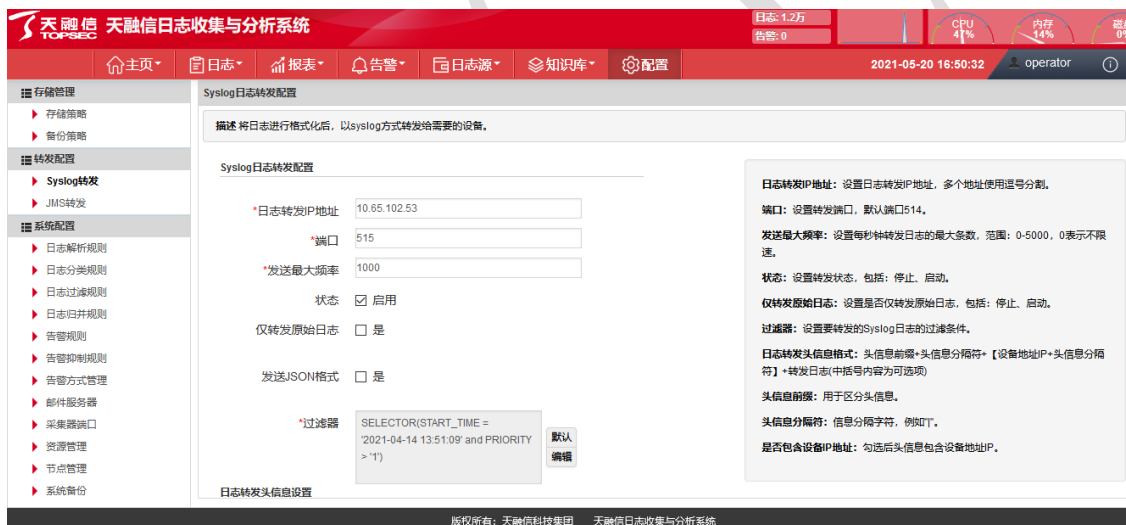 天融信 TOPSEC 天融信日志收集与分析系统
日志: 1.2万
告警: 0
CPU 47%
内存 14%
0%
主页 日志 报表 告警 日志源 知识库 配置 2021-05-20 16:50:32 operator
存储管理
存储策略
备份策略
转发配置
Syslog转发
JMS转发
系统配置
日志解析规则
日志分类规则
日志过滤规则
日志归并规则
告警规则
告警抑制规则
告警方式管理
邮件服务器
采集器端口
资源管理
节点管理
系统备份
Syslog日志转发配置
描述 将日志进行格式化后，以syslog方式转发给需要的设备。
Syslog日志转发配置
*日志转发IP地址 10.65.102.53
*端口 515
*发送最大频率 1000
状态 启用
仅转发原始日志 是
发送JSON格式 是
*过滤器 SELECTOR(START_TIME =
'2021-04-14 13:51:09' and PRIORITY
> '1')
默认
编辑
日志转发头信息设置
日志转发IP地址：设置日志转发IP地址，多个地址使用逗号分割。
端口：设置转发端口，默认端口514。
发送最大频率：设置每秒钟转发日志的最大条数，范围：0-5000，0表示不限
速。
状态：设置转发状态，包括：停止、启动。
仅转发原始日志：设置是否仅转发原始日志，包括：停止、启动。
过滤器：设置要转发的Syslog日志的过滤条件。
日志转发头信息格式：头信息前缀+头信息分隔符+【设备地址IP+头信息分隔
符】+转发日志(中括号内容为可选项)
头信息前缀：用于区分头信息。
头信息分隔符：信息分隔字符，例如"|"。
是否包含设备IP地址：勾选后头信息包含设备地址IP。
版权所有：天融信科技集团 天融信日志收集与分析系统